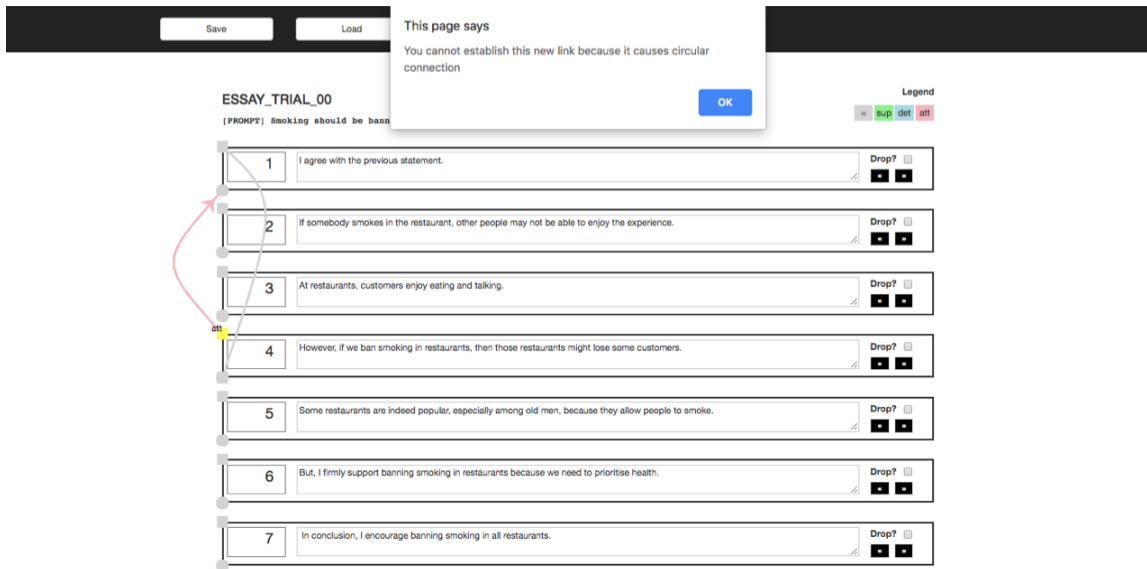 Save
Load
This page says
You cannot establish this new link because it causes circular
connection
OK
ESSAY_TRIAL_00
[PROMPT] Smoking should be bann
Legend
= sup det att
1 I agree with the previous statement. Drop?
« »
2 If somebody smokes in the restaurant, other people may not be able to enjoy the experience. Drop?
« »
3 At restaurants, customers enjoy eating and talking. Drop?
« »
att
4 However, if we ban smoking in restaurants, then those restaurants might lose some customers. Drop?
« »
5 Some restaurants are indeed popular, especially among old men, because they allow people to smoke. Drop?
« »
6 But, I firmly support banning smoking in restaurants because we need to prioritise health. Drop?
« »
7 In conclusion, I encourage banning smoking in all restaurants. Drop?
« »